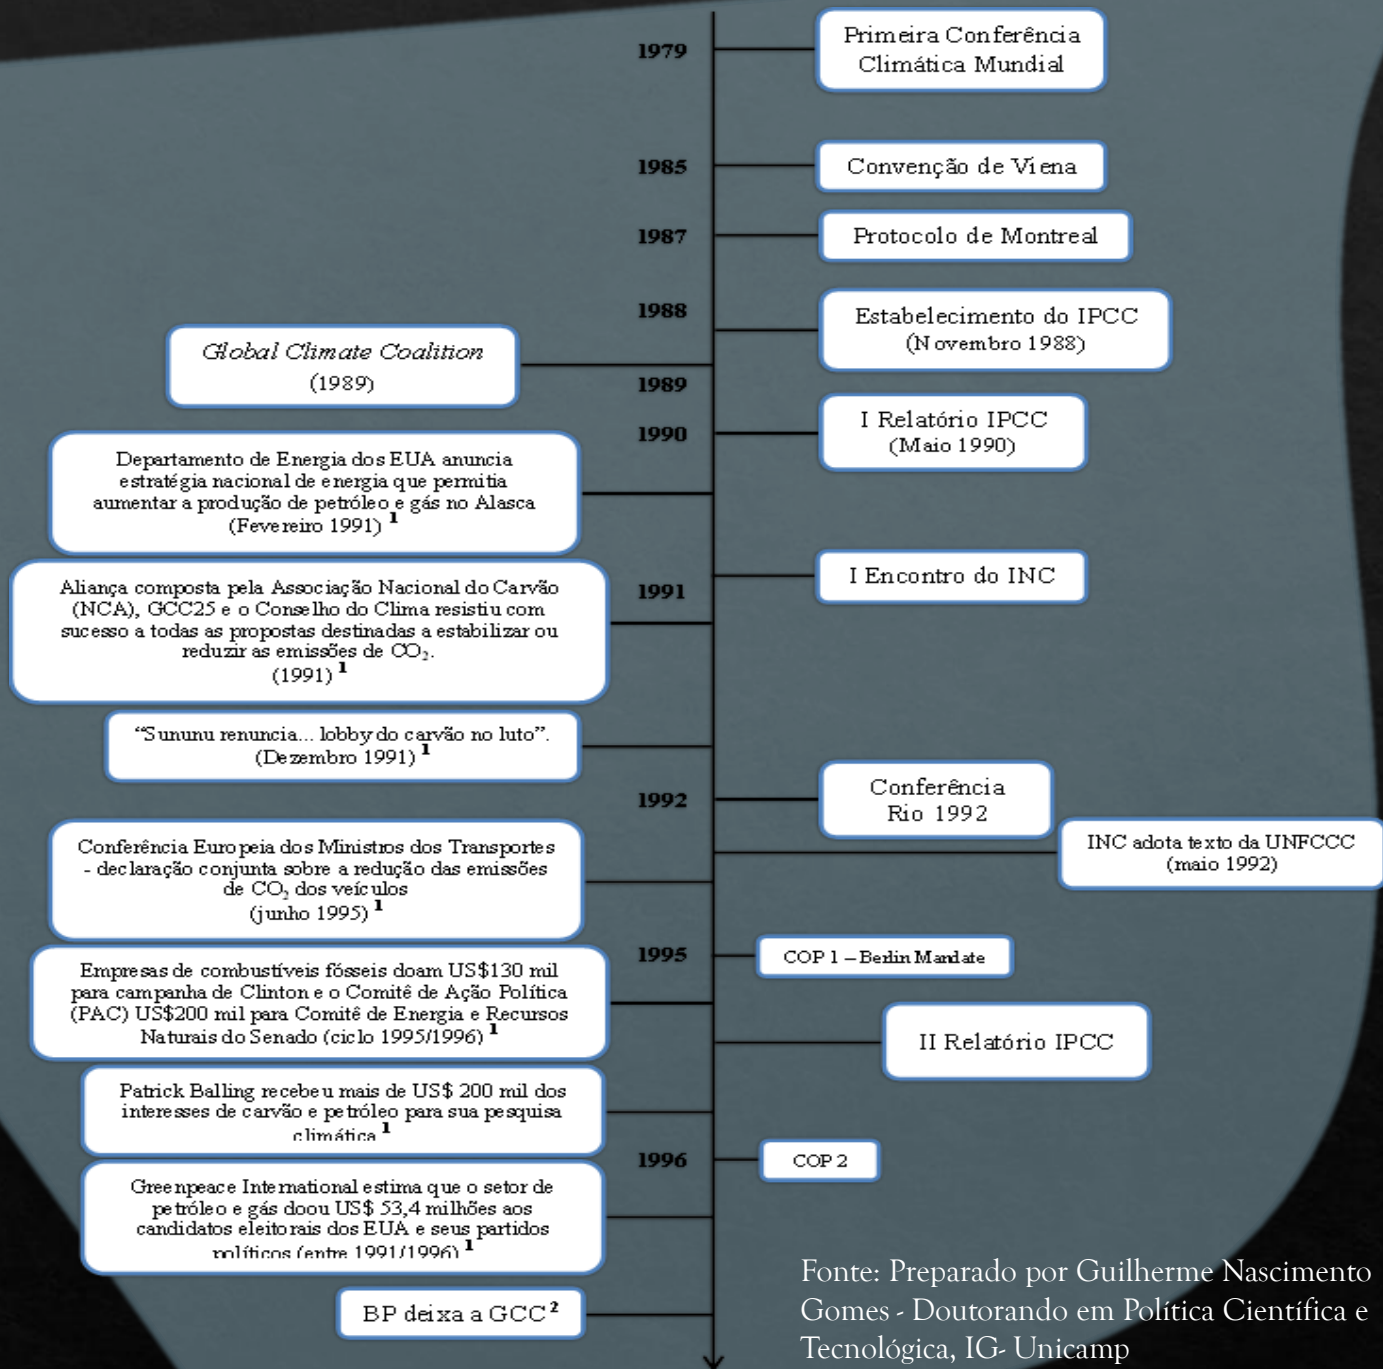 1979
Primeira Conferência
Climática Mundial
1985
Convenção de Viena
1987
Protocolo de Montreal
1988
Estabelecimento do IPCC
(Novembro 1988)
Global Climate Coalition
(1989)
1989
1990
I Relatório IPCC
(Maio 1990)
Departamento de Energia dos EUA anuncia
estratégia nacional de energia que permitia
aumentar a produção de petróleo e gás no Alasca
(Fevereiro 1991) 1
I Encontro do INC
1991
Aliança composta pela Associação Nacional do Carvão
(NCA), GCC25 e o Conselho do Clima resistiu com
sucesso a todas as propostas destinadas a estabilizar ou
reduzir as emissões de CO₂.
(1991) 1
“Sununu renuncia... lobby do carvão no luto”.
(Dezembro 1991) 1
1992
Conferência
Rio 1992
INC adota texto da UNFCCC
(maio 1992)
Conferência Europeia dos Ministros dos Transportes
- declaração conjunta sobre a redução das emissões
de CO₂ dos veículos
(junho 1995) 1
1995
COP 1 – Berlin Mandate
Empresas de combustíveis fósseis doam US$130 mil
para campanha de Clinton e o Comitê de Ação Política
(PAC) US$200 mil para Comitê de Energia e Recursos
Naturais do Senado (ciclo 1995/1996) 1
II Relatório IPCC
Patrick Balling recebeu mais de US$ 200 mil dos
interesses de carvão e petróleo para sua pesquisa
climática 1
1996
COP 2
Greenpeace International estima que o setor de
petróleo e gás doou US$ 53,4 milhões aos
candidatos eleitorais dos EUA e seus partidos
políticos (entre 1991/1996) 1
BP deixa a GCC 2
Fonte: Preparado por Guilherme Nascimento
Gomes - Doutorando em Política Científica e
Tecnológica, IG- Unicamp